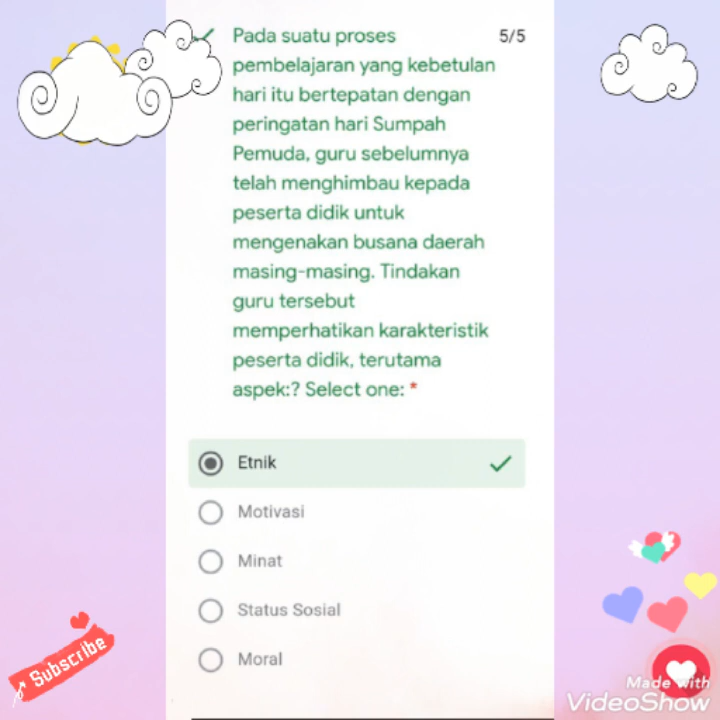 Pada suatu proses 5/5
pembelajaran yang kebetulan
hari itu bertepatan dengan
peringatan hari Sumpah
Pemuda, guru sebelumnya
telah menghimbau kepada
peserta didik untuk
mengenakan busana daerah
masing-masing. Tindakan
guru tersebut
memperhatikan karakteristik
peserta didik, terutama
aspek:? Select one: *
Etnik
Motivasi
Minat
Status Sosial
Moral
Subscribe
Made with
VideoShow